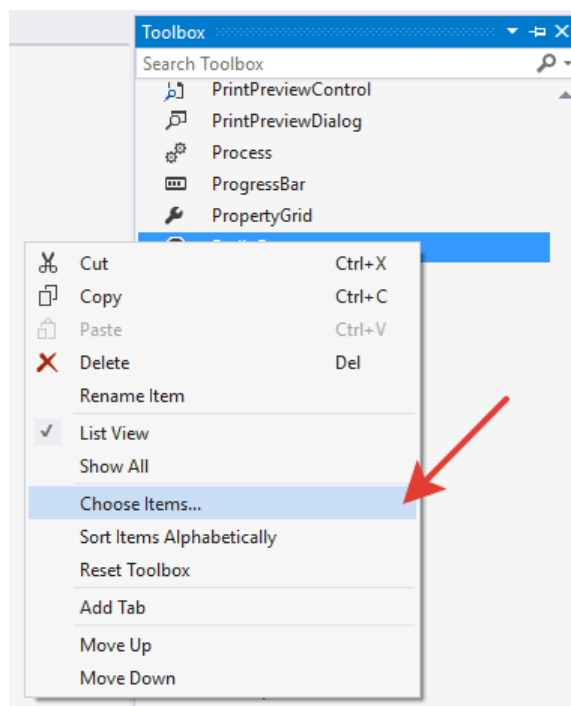 Toolbox
Search Toolbox
PrintPreviewControl
PrintPreviewDialog
Process
ProgressBar
PropertyGrid
Cut Ctrl+X
Copy Ctrl+C
Paste Ctrl+V
Delete Del
Rename Item
List View
Show All
Choose Items...
Sort Items Alphabetically
Reset Toolbox
Add Tab
Move Up
Move Down